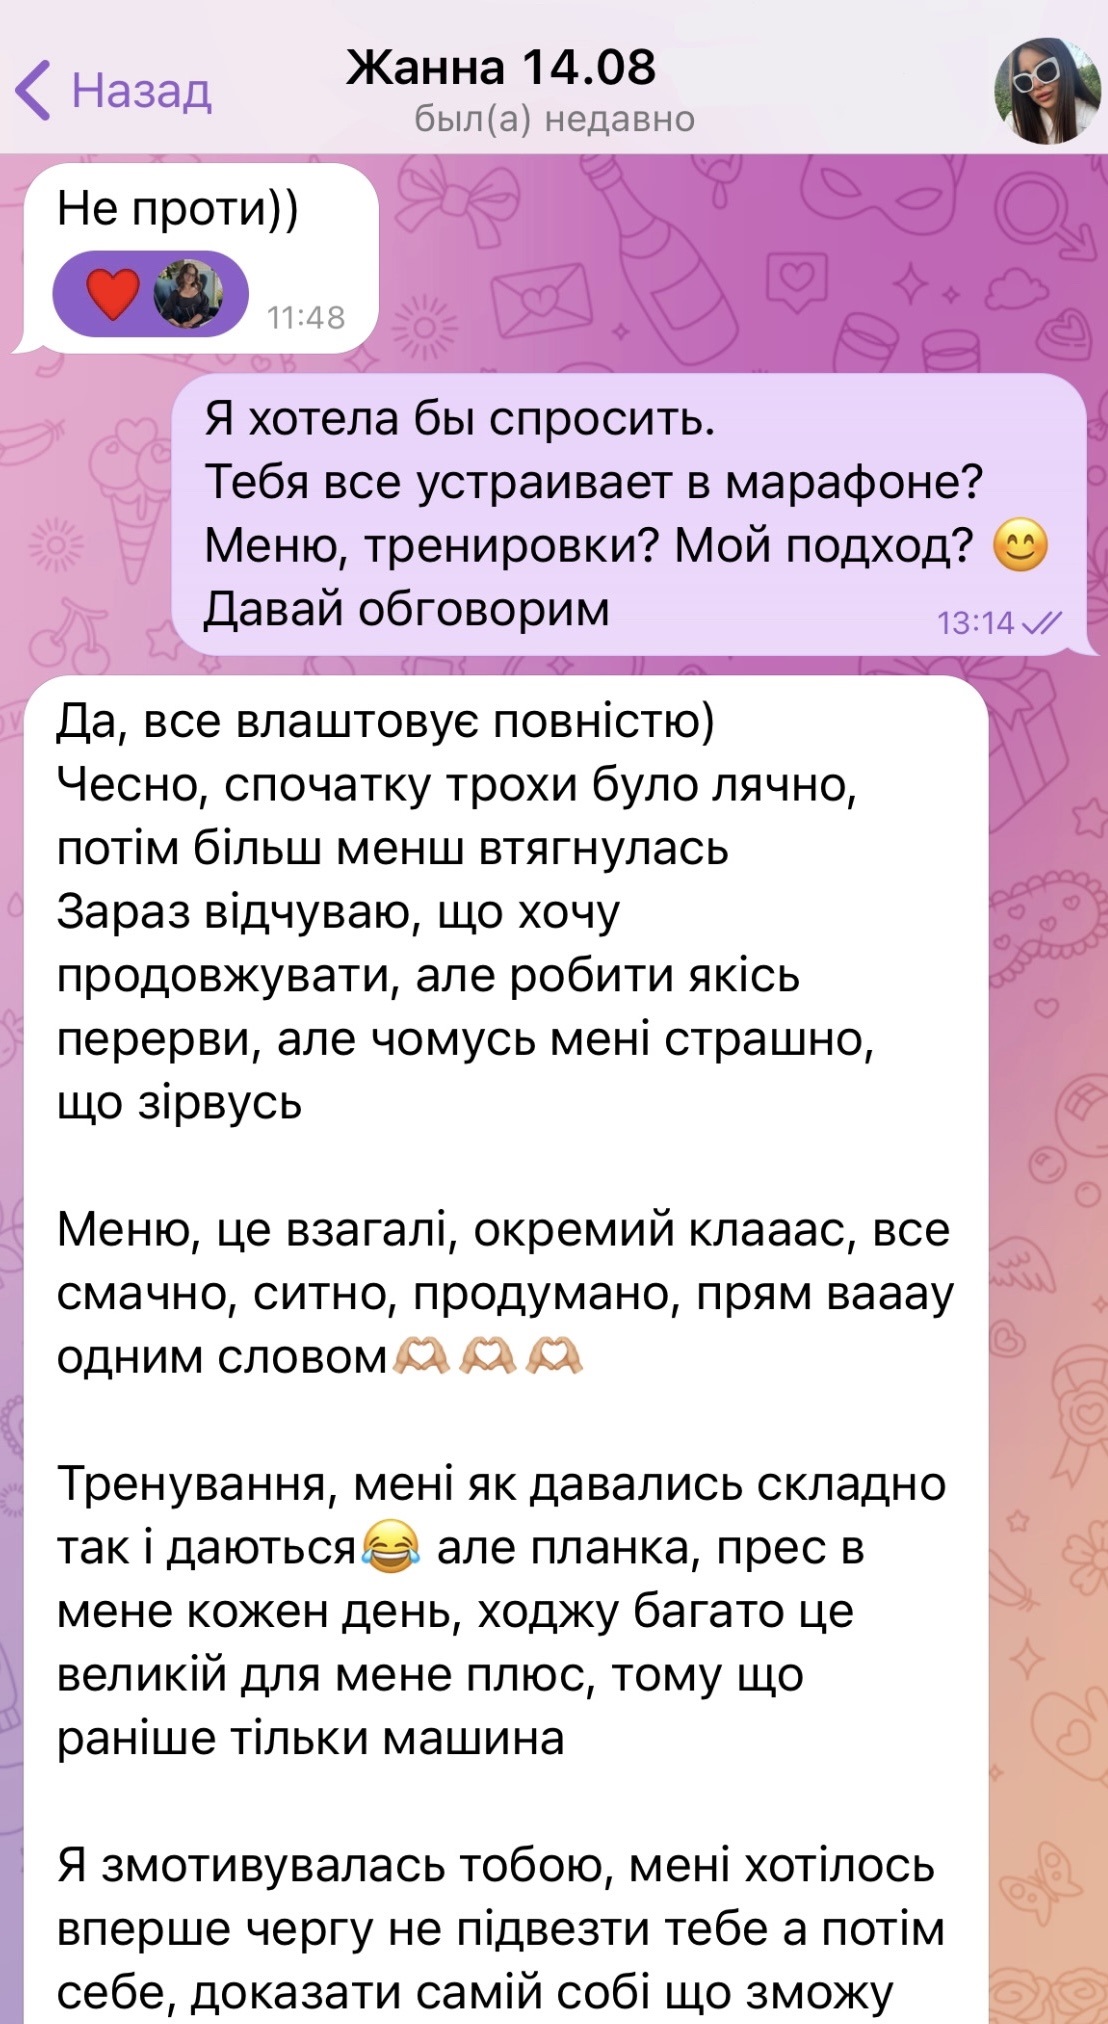 Назад
Жанна 14.08
был(а) недавно
Не проти))
❤️ 11:48
Я хотела бы спросить.
Тебя все устраивает в марафоне?
Меню, тренировки? Мой подход? 😊
Давай обговорим
13:14
Да, все влаштовує повністю)
Чесно, спочатку трохи було лячно,
потім більш менш втягнулась
Зараз відчуваю, що хочу
продовжувати, але робити якісь
перерви, але чомусь мені страшно,
що зірвусь
Меню, це взагалі, окремий клааас, все
смачно, ситно, продумано, прям вааау
одним словом🫶🏼🫶🏼🫶🏼
Тренування, мені як давались складно
так і даються😂 але планка, прес в
мене кожен день, ходжу багато це
великій для мене плюс, тому що
раніше тільки машина
Я змотивувалась тобою, мені хотілось
вперше чергу не підвезти тебе а потім
себе, доказати самій собі що зможу